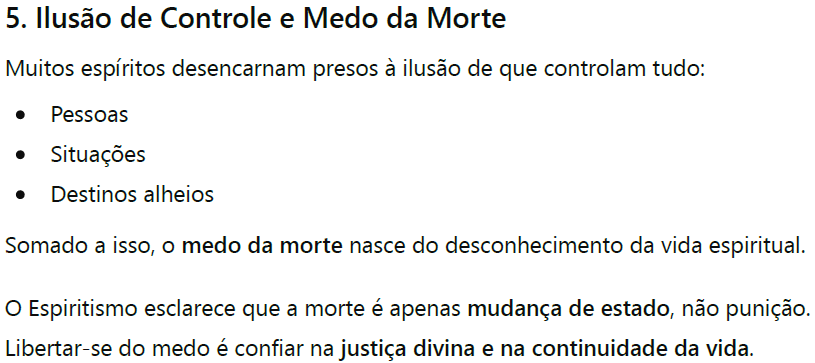 5. Ilusão de Controle e Medo da Morte
Muitos espíritos desencarnam presos à ilusão de que controlam tudo:
• Pessoas
• Situações
• Destinos alheios
Somado a isso, o medo da morte nasce do desconhecimento da vida espiritual.
O Espiritismo esclarece que a morte é apenas mudança de estado, não punição.
Libertar-se do medo é confiar na justiça divina e na continuidade da vida.